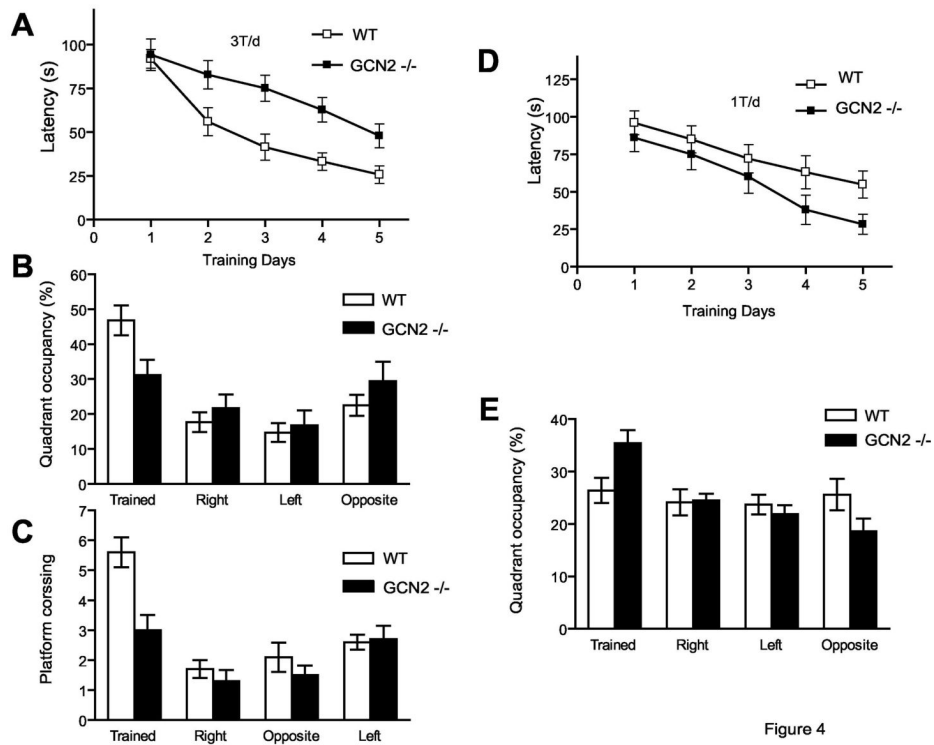 A
3T/d
WT
GCN2 -/-
Latency (s)
100
75
50
25
0
0 1 2 3 4 5
Training Days
B
WT
GCN2 -/-
Quadrant occupancy (%)
60
50
40
30
20
10
0
Trained Right Left Opposite
C
WT
GCN2 -/-
Platform corssing
7
6
5
4
3
2
1
0
Trained Right Opposite Left
D
WT
1T/d
GCN2 -/-
Latency (s)
125
100
75
50
25
0
0 1 2 3 4 5
Training Days
E
WT
GCN2 -/-
Quadrant occupancy (%)
40
30
20
10
0
Trained Right Left Opposite
Figure 4